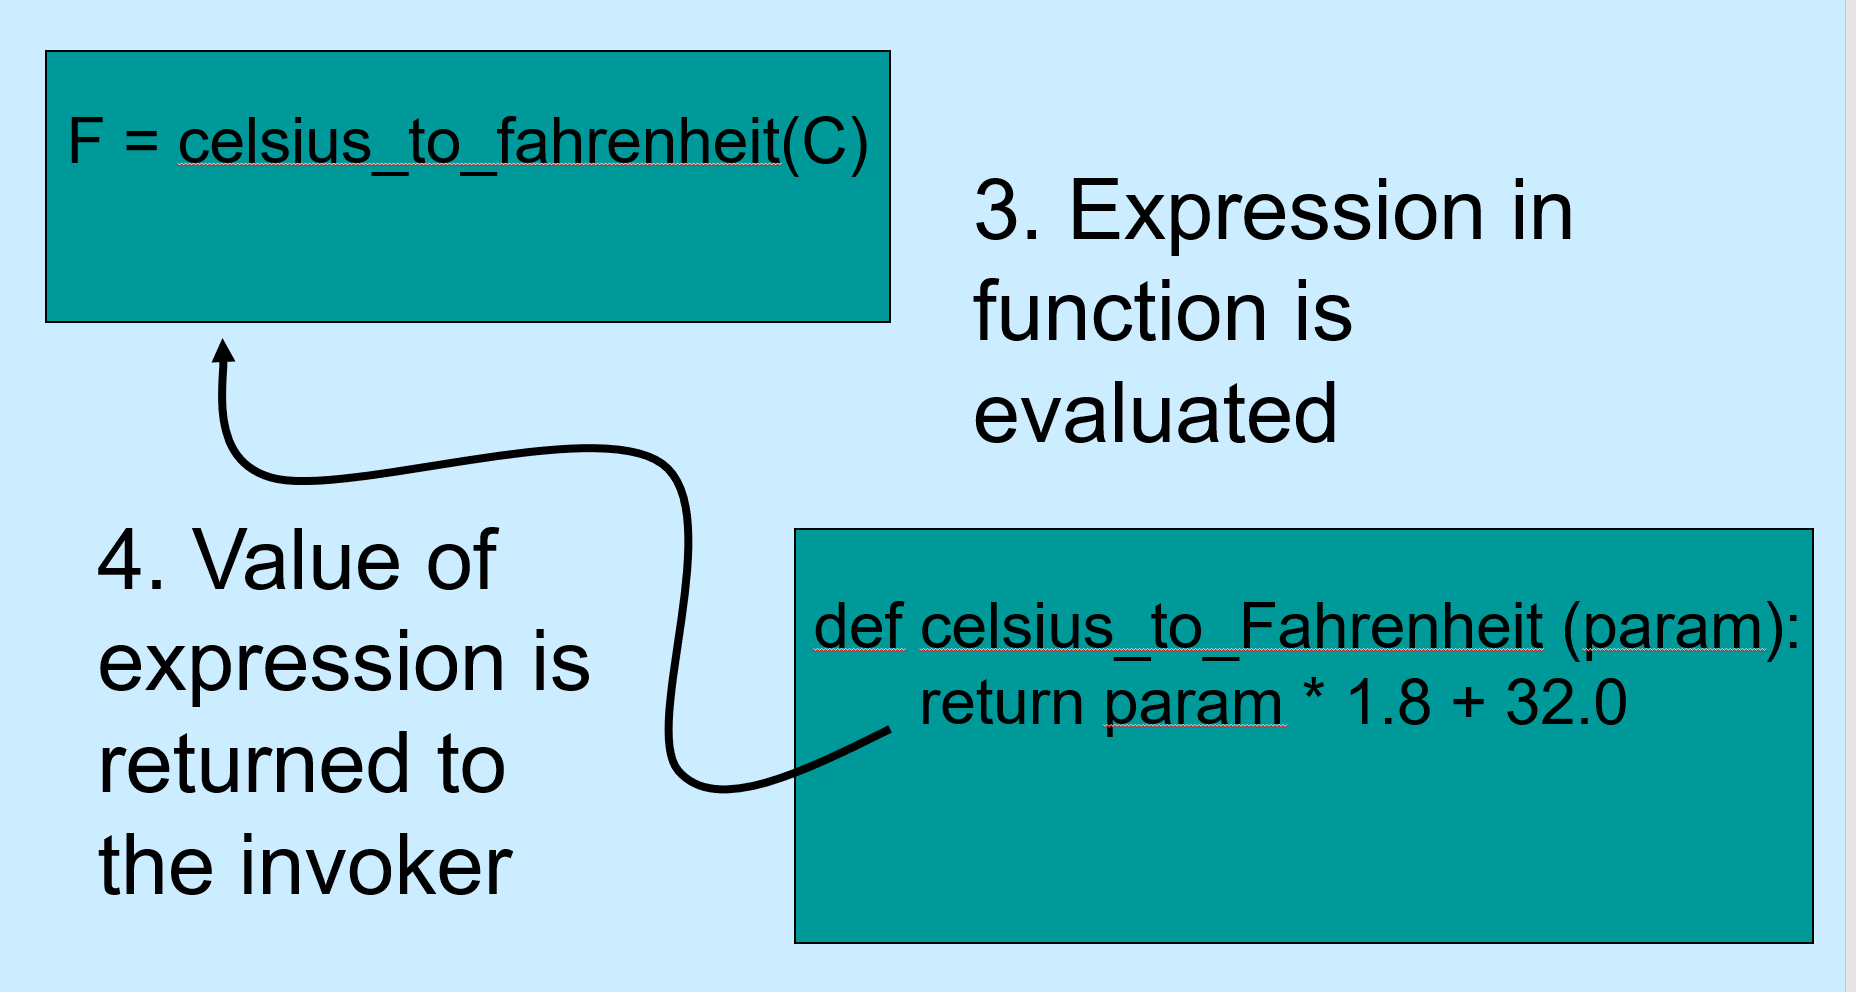 F = celsius_to_fahrenheit(C)
3. Expression in
function is
evaluated
4. Value of
expression is
returned to
the invoker
def celsius_to_Fahrenheit (param):
return param * 1.8 + 32.0